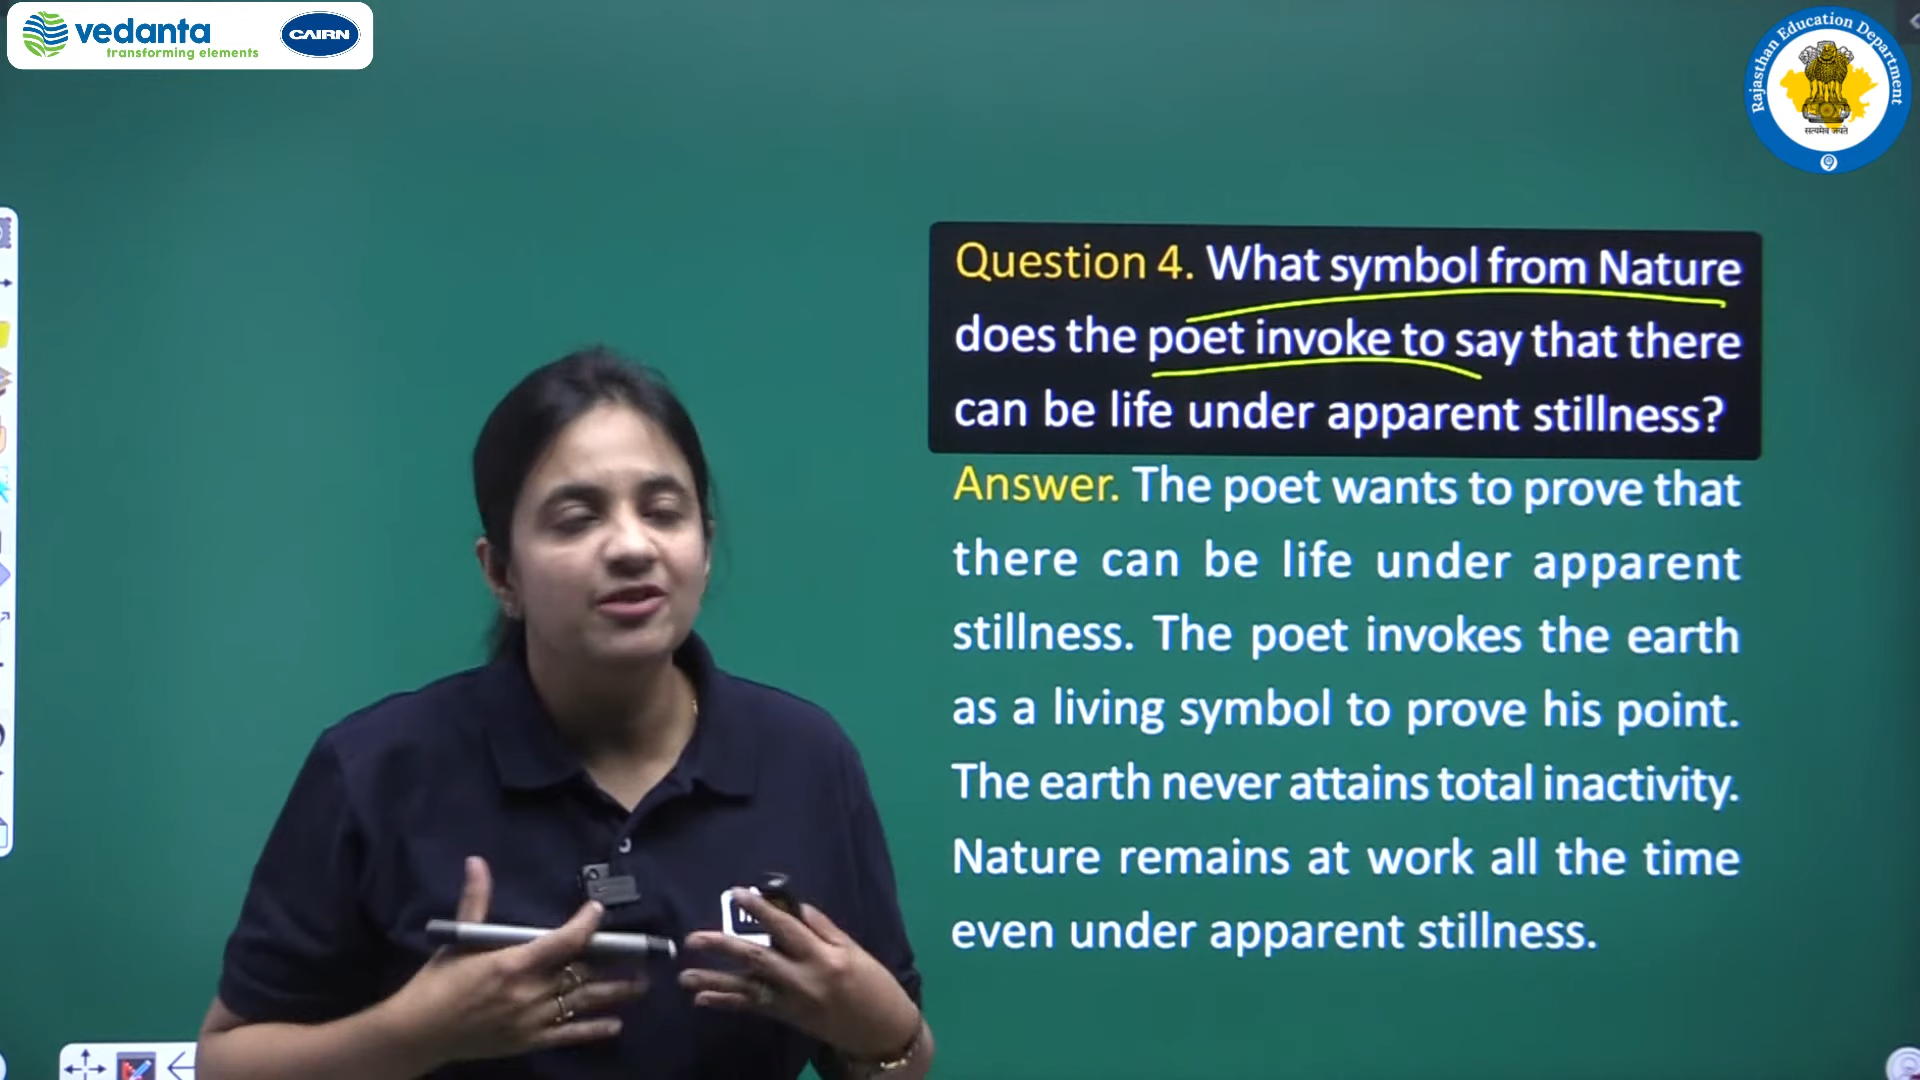 vedanta
transforming elements
CAIRN
Rajasthan Education Department
सत्यमेव जयते
Question 4. What symbol from Nature
does the poet invoke to say that there
can be life under apparent stillness?
Answer. The poet wants to prove that
there can be life under apparent
stillness. The poet invokes the earth
as a living symbol to prove his point.
The earth never attains total inactivity.
Nature remains at work all the time
even under apparent stillness.